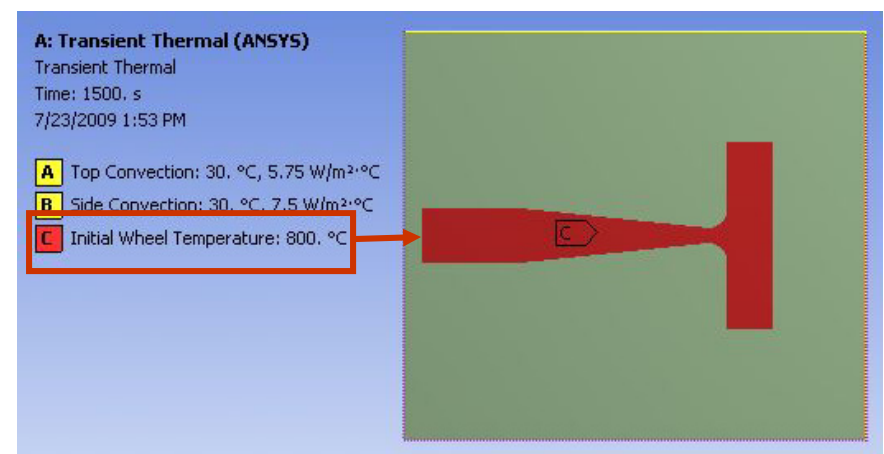 A: Transient Thermal (ANSYS)
Transient Thermal
Time: 1500. s
7/23/2009 1:53 PM
A Top Convection: 30. °C, 5.75 W/m²·°C
B Side Convection: 30. °C, 7.5 W/m²·°C
C Initial Wheel Temperature: 800. °C
C